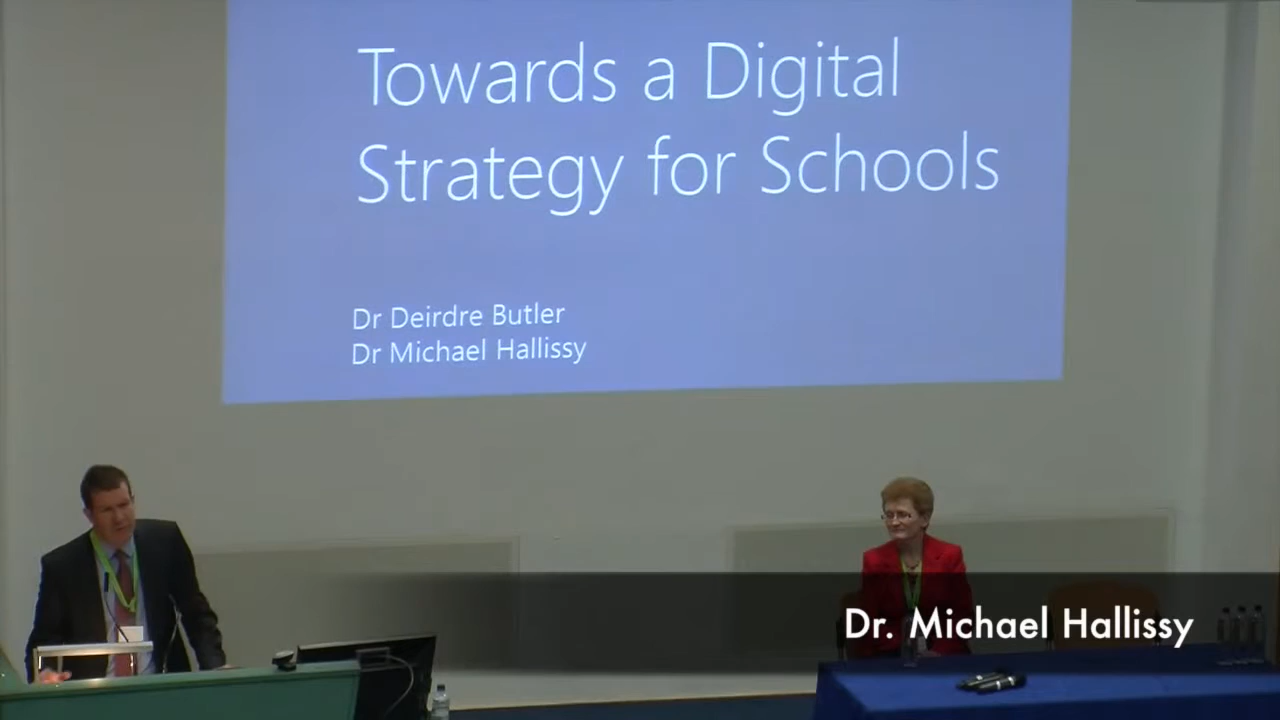 Towards a Digital
Strategy for Schools
Dr Deirdre Butler
Dr Michael Hallissy
Dr. Michael Hallissy